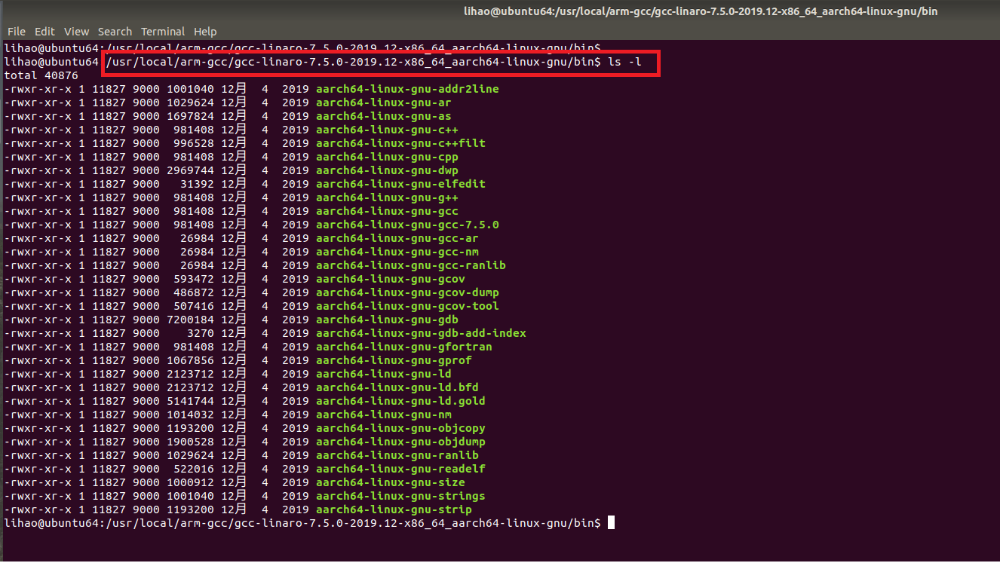 lihao@ubuntu64:/usr/local/arm-gcc/gcc-linaro-7.5.0-2019.12-x86_64_aarch64-linux-gnu/bin
File Edit View Search Terminal Help
lihao@ubuntu64:/usr/local/arm-gcc/gcc-linaro-7.5.0-2019.12-x86_64_aarch64-linux-gnu/bin$
lihao@ubuntu64:/usr/local/arm-gcc/gcc-linaro-7.5.0-2019.12-x86_64_aarch64-linux-gnu/bin$ ls -l
total 40876
-rwxr-xr-x 1 11827 9000 1001040 12月  4  2019 aarch64-linux-gnu-addr2line
-rwxr-xr-x 1 11827 9000 1029624 12月  4  2019 aarch64-linux-gnu-ar
-rwxr-xr-x 1 11827 9000 1697824 12月  4  2019 aarch64-linux-gnu-as
-rwxr-xr-x 1 11827 9000  981408 12月  4  2019 aarch64-linux-gnu-c++
-rwxr-xr-x 1 11827 9000  996528 12月  4  2019 aarch64-linux-gnu-c++filt
-rwxr-xr-x 1 11827 9000  981408 12月  4  2019 aarch64-linux-gnu-cpp
-rwxr-xr-x 1 11827 9000 2969744 12月  4  2019 aarch64-linux-gnu-dwp
-rwxr-xr-x 1 11827 9000   31392 12月  4  2019 aarch64-linux-gnu-elfedit
-rwxr-xr-x 1 11827 9000  981408 12月  4  2019 aarch64-linux-gnu-g++
-rwxr-xr-x 1 11827 9000  981408 12月  4  2019 aarch64-linux-gnu-gcc
-rwxr-xr-x 1 11827 9000  981408 12月  4  2019 aarch64-linux-gnu-gcc-7.5.0
-rwxr-xr-x 1 11827 9000   26984 12月  4  2019 aarch64-linux-gnu-gcc-ar
-rwxr-xr-x 1 11827 9000   26984 12月  4  2019 aarch64-linux-gnu-gcc-nm
-rwxr-xr-x 1 11827 9000   26984 12月  4  2019 aarch64-linux-gnu-gcc-ranlib
-rwxr-xr-x 1 11827 9000  593472 12月  4  2019 aarch64-linux-gnu-gcov
-rwxr-xr-x 1 11827 9000  486872 12月  4  2019 aarch64-linux-gnu-gcov-dump
-rwxr-xr-x 1 11827 9000  507416 12月  4  2019 aarch64-linux-gnu-gcov-tool
-rwxr-xr-x 1 11827 9000 7200184 12月  4  2019 aarch64-linux-gnu-gdb
-rwxr-xr-x 1 11827 9000    3270 12月  4  2019 aarch64-linux-gnu-gdb-add-index
-rwxr-xr-x 1 11827 9000  981408 12月  4  2019 aarch64-linux-gnu-gfortran
-rwxr-xr-x 1 11827 9000 1067856 12月  4  2019 aarch64-linux-gnu-gprof
-rwxr-xr-x 1 11827 9000 2123712 12月  4  2019 aarch64-linux-gnu-ld
-rwxr-xr-x 1 11827 9000 2123712 12月  4  2019 aarch64-linux-gnu-ld.bfd
-rwxr-xr-x 1 11827 9000 5141744 12月  4  2019 aarch64-linux-gnu-ld.gold
-rwxr-xr-x 1 11827 9000 1014032 12月  4  2019 aarch64-linux-gnu-nm
-rwxr-xr-x 1 11827 9000 1193200 12月  4  2019 aarch64-linux-gnu-objcopy
-rwxr-xr-x 1 11827 9000 1900528 12月  4  2019 aarch64-linux-gnu-objdump
-rwxr-xr-x 1 11827 9000 1029624 12月  4  2019 aarch64-linux-gnu-ranlib
-rwxr-xr-x 1 11827 9000  522016 12月  4  2019 aarch64-linux-gnu-readelf
-rwxr-xr-x 1 11827 9000 1000912 12月  4  2019 aarch64-linux-gnu-size
-rwxr-xr-x 1 11827 9000 1001040 12月  4  2019 aarch64-linux-gnu-strings
-rwxr-xr-x 1 11827 9000 1193200 12月  4  2019 aarch64-linux-gnu-strip
lihao@ubuntu64:/usr/local/arm-gcc/gcc-linaro-7.5.0-2019.12-x86_64_aarch64-linux-gnu/bin$